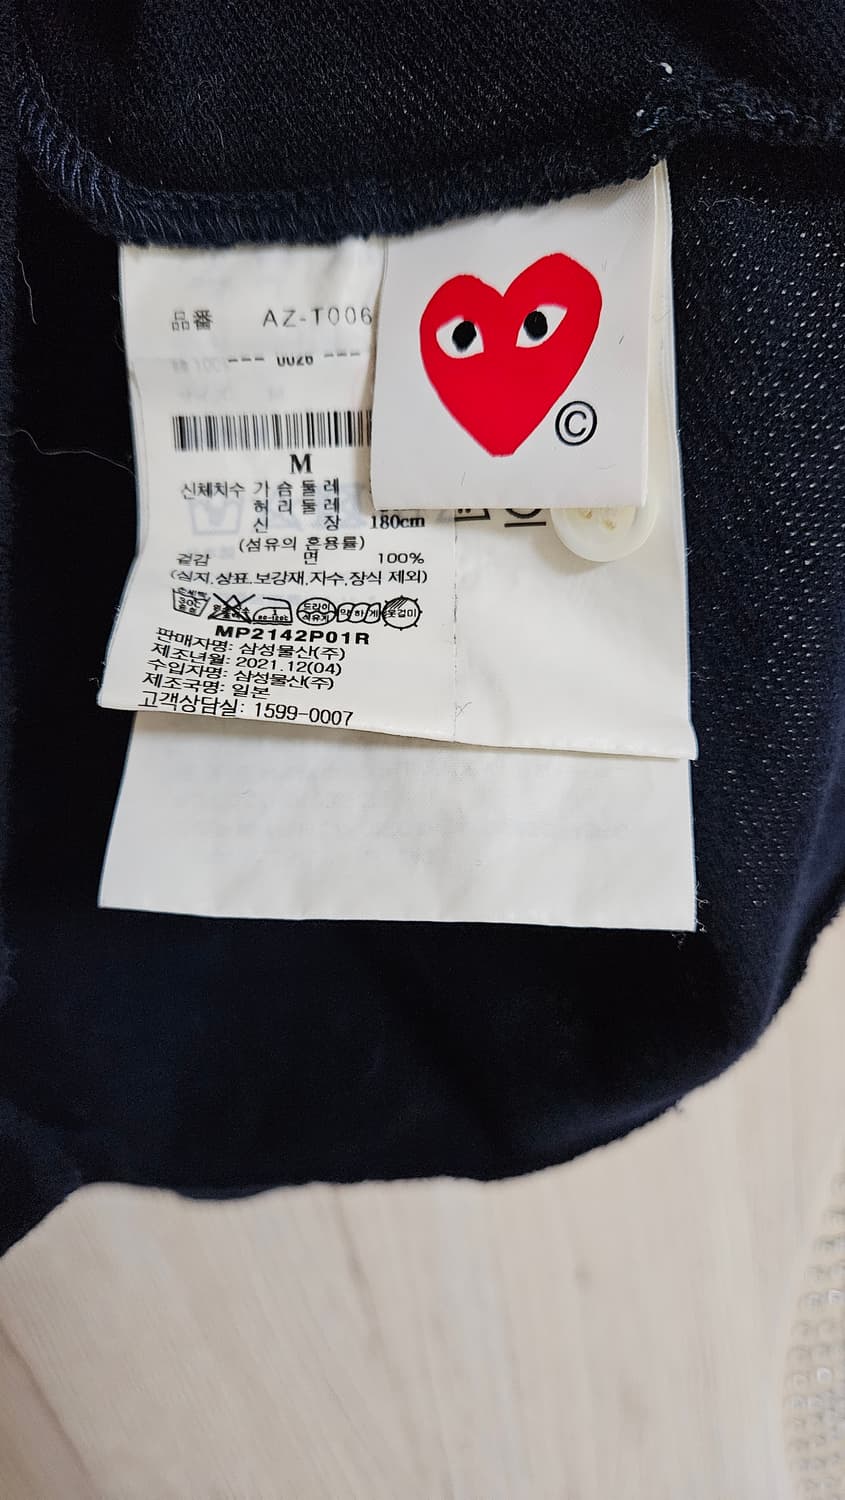 品番 AZ-T006
--- 0026 ---
M
신체치수 가슴둘레
허리둘레
신장 180cm
(섬유의 혼용률)
겉감 면 100%
(심지,상표,보강재,자수,장식 제외)
MP2142P01R
판매자명: 삼성물산(주)
제조년월: 2021.12(04)
수입자명: 삼성물산(주)
제조국명: 일본
고객상담실: 1599-0007
©